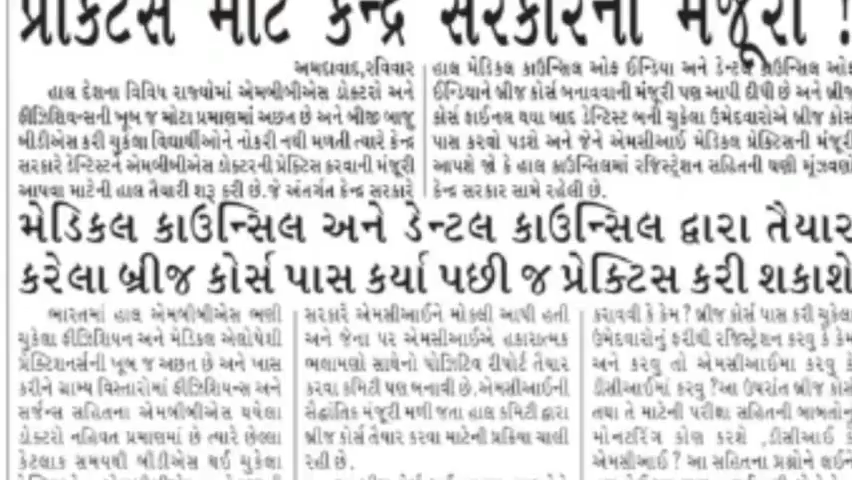 પ્રેક્ટિસ માટે કેન્દ્ર સરકારની મંજૂરી !
અમદાવાદ,રવિવાર
હાલ દેશના વિવિધ રાજ્યોમાં એમબીબીએસ ડોક્ટરો અને
ફીઝિશિયન્સની ખૂબ જ મોટા પ્રમાણમાં અછત છે અને બીજી બાજુ
બીડીએસ કરી ચુકેલા વિદ્યાર્થીઓને નોકરી નથી મળતી ત્યારે કેન્દ્ર
સરકારે ડેન્ટિસ્ટને એમબીબીએસ ડોક્ટરની પ્રેક્ટિસ કરવાની મંજૂરી
આપવા માટેની હાલ તૈયારી શરૂ કરી છે.જે અંતર્ગત કેન્દ્ર સરકારે
હાલ મેડિકલ કાઉન્સિલ ઓફ ઈન્ડિયા અને ડેન્ટલ કાઉન્સિલ ઓફ
ઈન્ડિયાને બ્રીજ કોર્સ બનાવવાની મંજૂરી પણ આપી દીધી છે અને બ્રીજ
કોર્સ ફાઈનલ થયા બાદ ડેન્ટિસ્ટ બની ચુકેલા ઉમેદવારોએ બ્રીજ કોર્સ
પાસ કરવો પડશે અને જેને એમસીઆઈ મેડિકલ પ્રેક્ટિસની મંજૂરી
આપશે જો કે હાલ કાઉન્સિલમાં રજિસ્ટ્રેશન સહિતની ઘણી મુંઝવણો
કેન્દ્ર સરકાર સામે રહેલી છે.
મેડિકલ કાઉન્સિલ અને ડેન્ટલ કાઉન્સિલ દ્વારા તૈયાર
કરેલા બ્રીજ કોર્સ પાસ કર્યા પછી જ પ્રેક્ટિસ કરી શકાશે
ભારતમાં હાલ એમબીબીએસ ભણી
ચુકેલા ફીઝિશિયન અને મેડિકલ એલોપેથી
પ્રેક્ટિશનર્સની ખૂબ જ અછત છે અને ખાસ
કરીને ગ્રામ્ય વિસ્તારોમાં ફીઝિશિયન્સ અને
સર્જન્સ સહિતના એમબીબીએસ થયેલા
ડોક્ટરો નહિવત પ્રમાણમાં છે ત્યારે છેલ્લા
કેટલાક સમયથી બીડીએસ થઈ ચુકેલા
સરકારે એમસીઆઈને મોકલી આપી હતી
અને જેના પર એમસીઆઈએ હકારાત્મક
ભલામણો સાથેનો પોઝિટિવ રીપોર્ટ તૈયાર
કરવા કમિટી પણ બનાવી છે.એમસીઆઈની
સૈદ્ધાંતિક મંજૂરી મળી જતા હાલ કમિટી દ્વારા
બ્રીજ કોર્સ તૈયાર કરવા માટેની પ્રક્રિયા ચાલી
રહી છે.
કરાવવી કે કેમ? બ્રીજ કોર્સ પાસ કરી ચુકેલા
ઉમેદવારોનું ફરીથી રજિસ્ટ્રેશન કરવુ કે કેમ
અને કરવુ તો એમસીઆઈમા કરવુ કે
ડીસીઆઈમાં કરવુ ?આ ઉપરાંત બ્રીજ કોર્સ
તથા તે માટેની પરીક્ષા સહિતની બાબતોનું
મોનટરિંગ કોણ કરશે ,ડીસીઆઈ કે
એમસીઆઈ? આ સહિતના પ્રશ્નોને લઈને